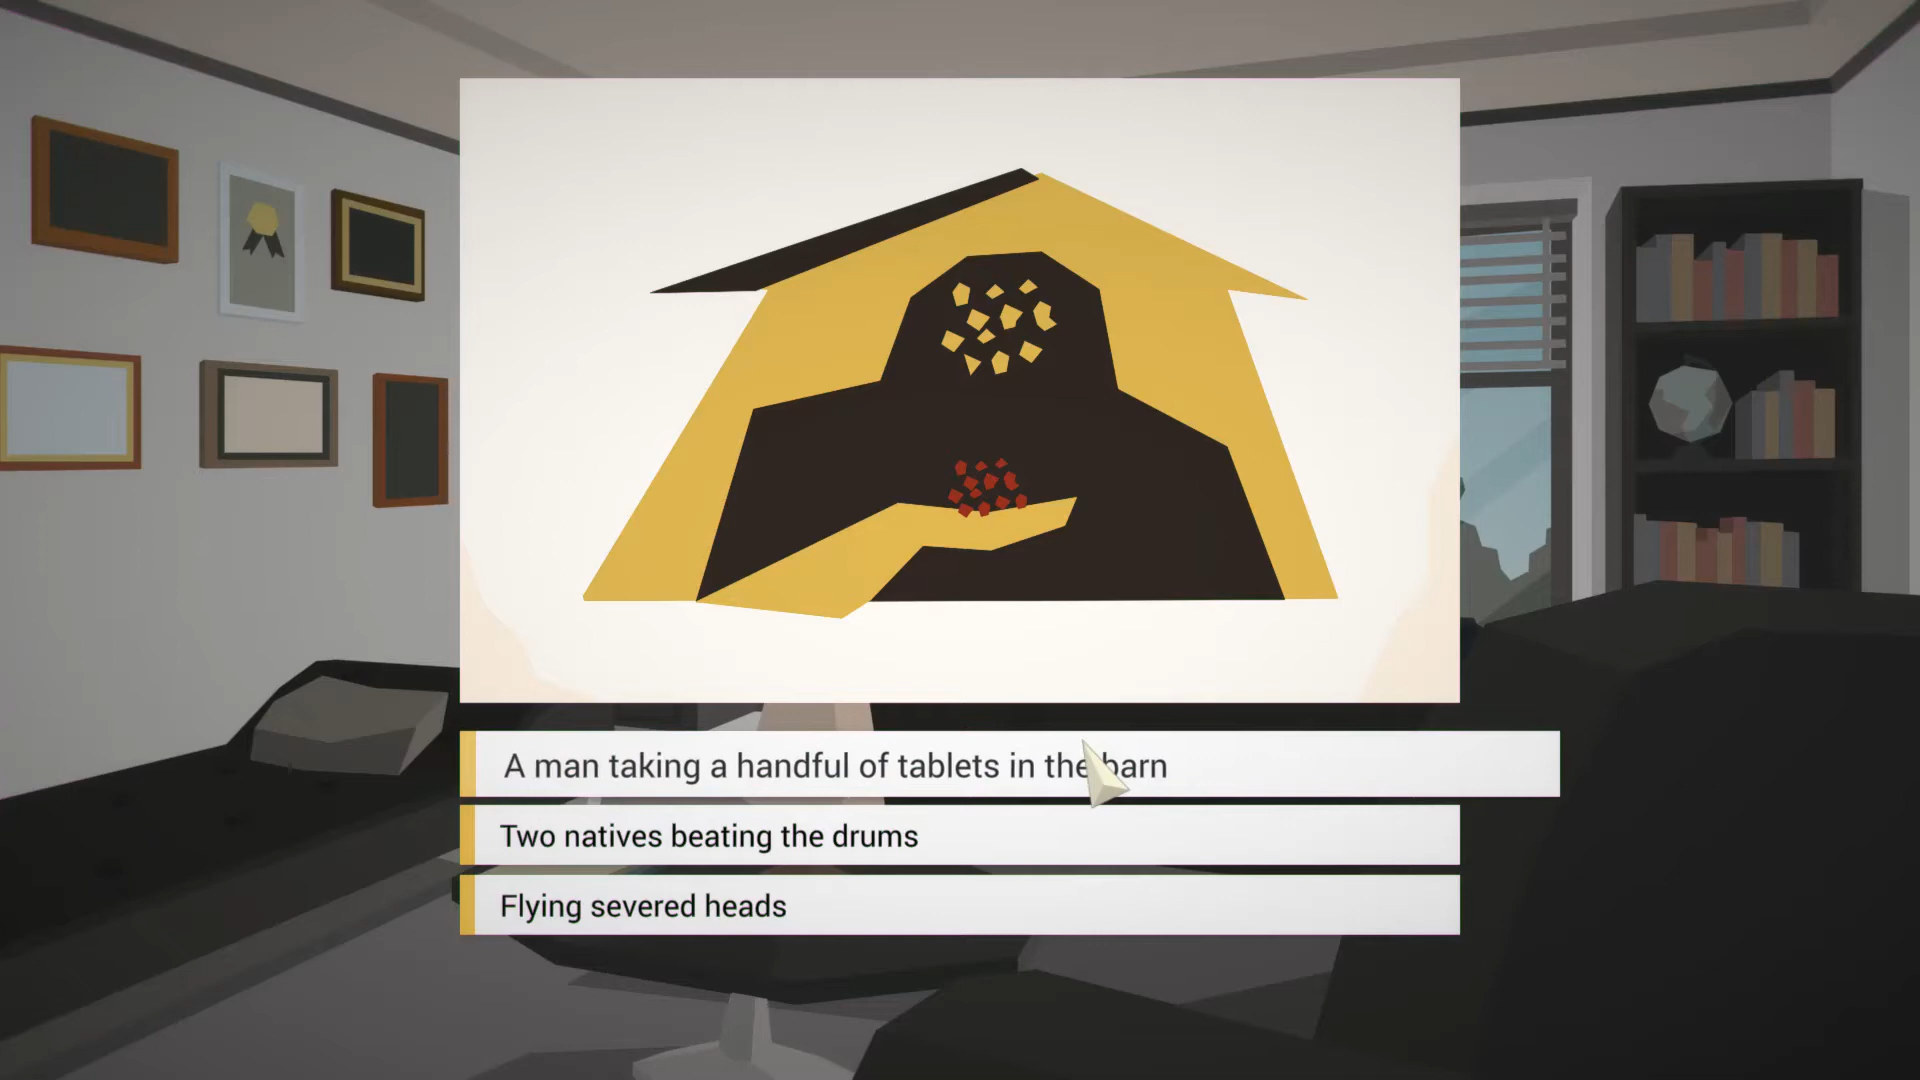 A man taking a handful of tablets in the barn
Two natives beating the drums
Flying severed heads